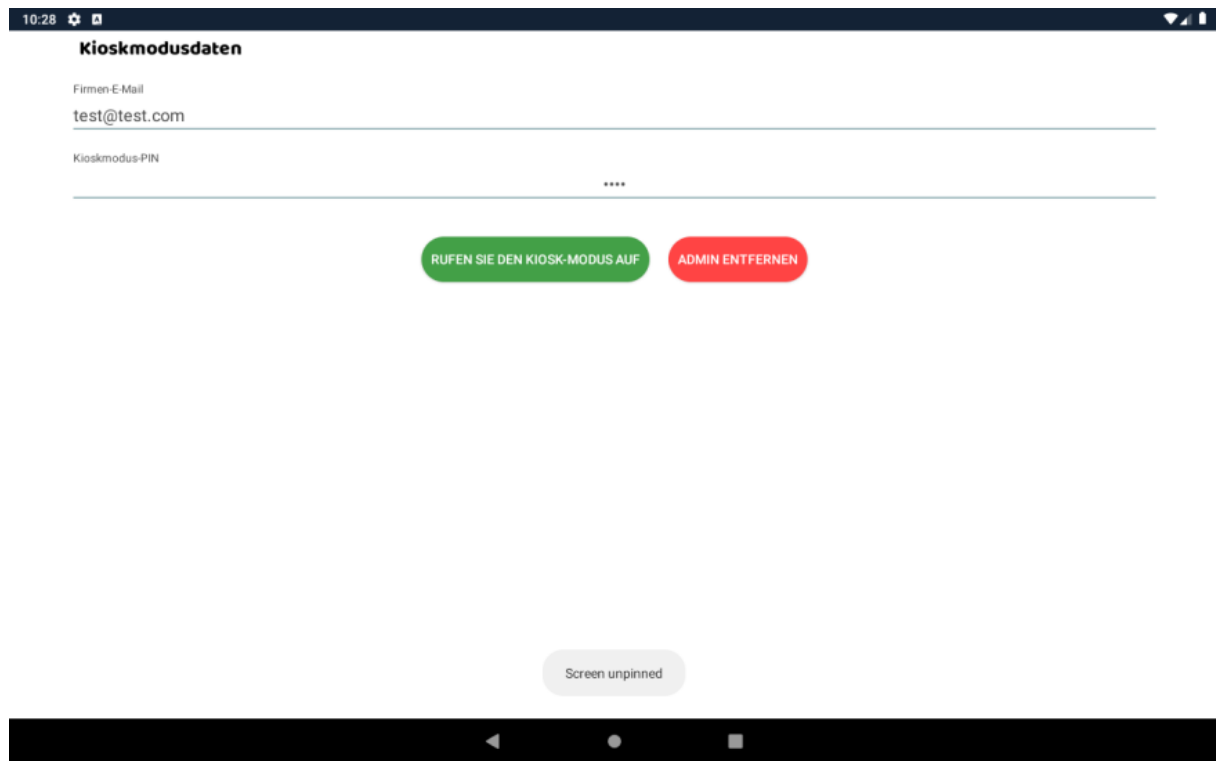 10:28
Kioskmodusdaten
Firmen-E-Mail
test@test.com
Kioskmodus-PIN
••••
RUFEN SIE DEN KIOSK-MODUS AUF ADMIN ENTFERNEN
Screen unpinned